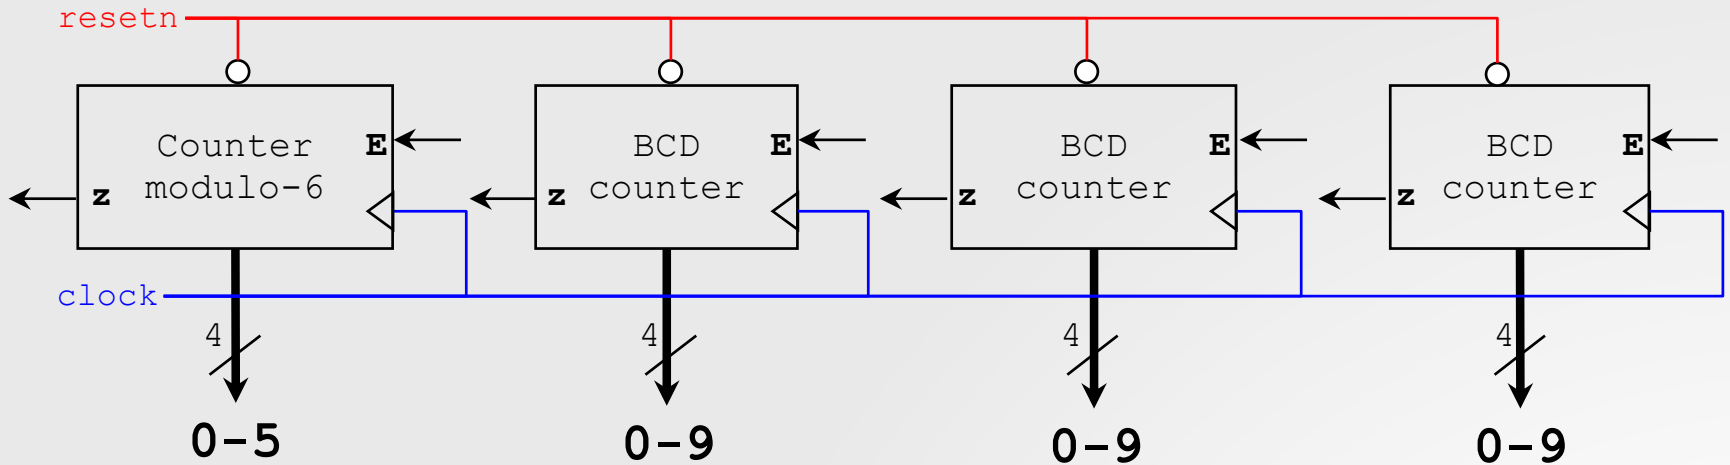 resetn
Counter
modulo-6
E
z
BCD
counter
E
z
BCD
counter
E
z
BCD
counter
E
z
clock
4
4
4
4
0-5
0-9
0-9
0-9